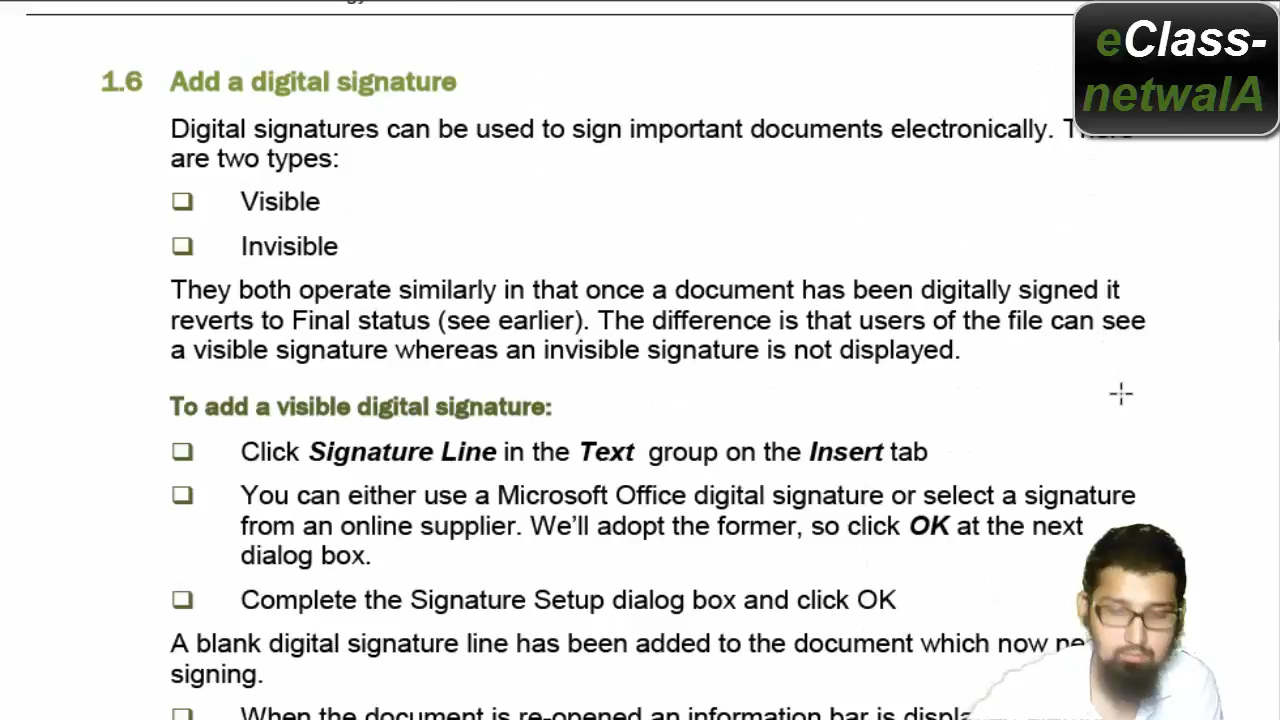 eClass-
netwalA
1.6 Add a digital signature
Digital signatures can be used to sign important documents electronically.
are two types:
❑ Visible
❑ Invisible
They both operate similarly in that once a document has been digitally signed it
reverts to Final status (see earlier). The difference is that users of the file can see
a visible signature whereas an invisible signature is not displayed.
To add a visible digital signature:
❑ Click Signature Line in the Text group on the Insert tab
❑ You can either use a Microsoft Office digital signature or select a signature
from an online supplier. We'll adopt the former, so click OK at the next
dialog box.
❑ Complete the Signature Setup dialog box and click OK
A blank digital signature line has been added to the document which now
signing.
❑ When the document is re-opened an information bar is